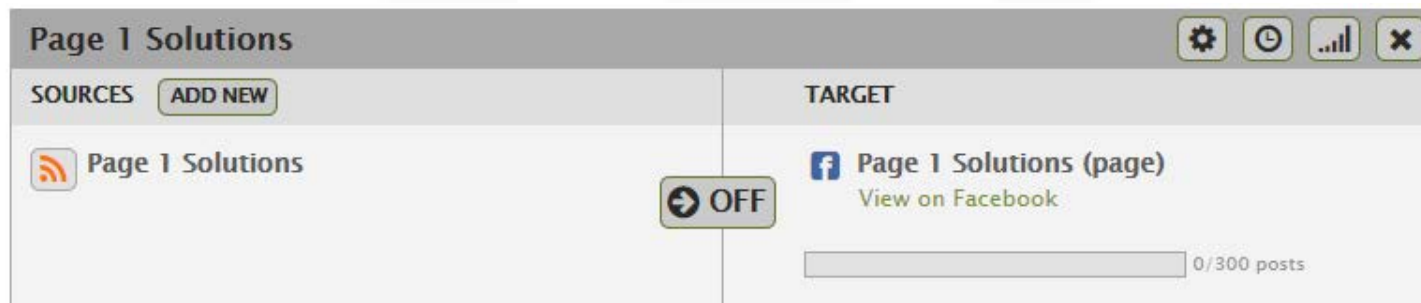 Page 1 Solutions
SOURCES ADD NEW
TARGET
Page 1 Solutions
OFF
Page 1 Solutions (page)
View on Facebook
0/300 posts